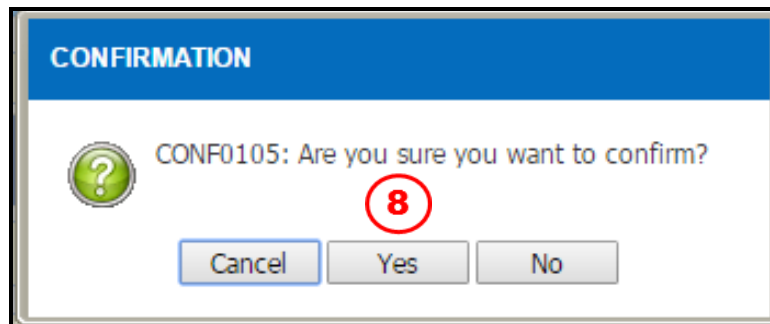 CONFIRMATION
CONF0105: Are you sure you want to confirm?
8
Cancel Yes No